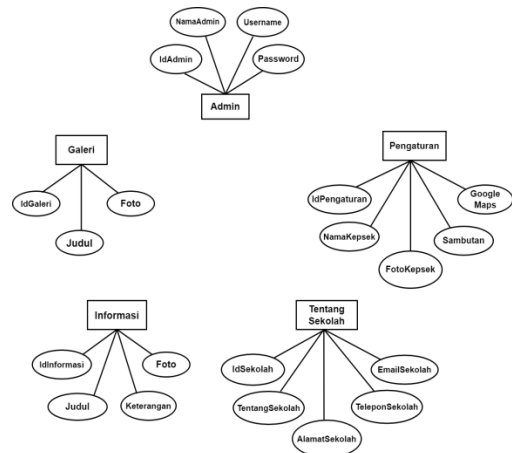 NamaAdmin
Username
IdAdmin
Password
Admin
Galeri
IdGaleri
Foto
Judul
Pengaturan
IdPengaturan
Google
Maps
NamaKepsek
Sambutan
FotoKepsek
Informasi
IdInformasi
Foto
Judul
Keterangan
Tentang
Sekolah
IdSekolah
EmailSekolah
TentangSekolah
TeleponSekolah
AlamatSekolah